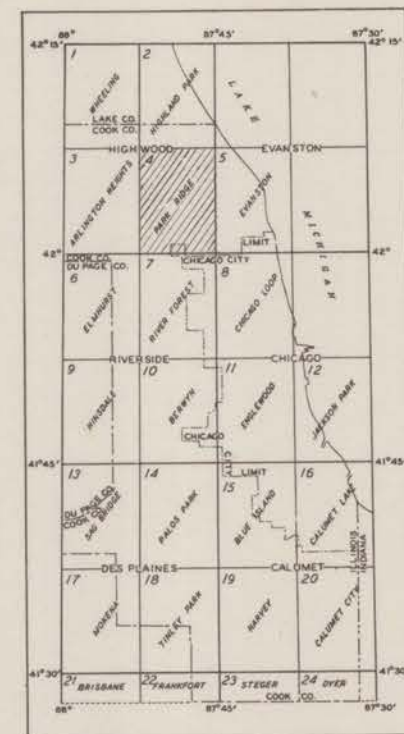 88° 87°45' 87°30'
42°15' 42°15'
1 2
WHEELING HIGHLAND PARK LAKE
LAKE CO.
COOK CO.
3 HIGHWOOD 4 5 EVANSTON
ARLINGTON HEIGHTS PARK RIDGE EVANSTON MICHIGAN
LIMIT
42° 42°
COOK CO. 7 CHICAGO CITY 8
DU PAGE CO.
6
ELMHURST RIVER FOREST CHICAGO LOOP
RIVERSIDE CHICAGO
9 10 11 12
HINSDALE BERWYN ENGLEWOOD JACKSON PARK
CHICAGO
41°45' CITY 41°45'
13 14 15 LIMIT 16
DU PAGE CO.
COOK CO.
SAG BRIDGE PALOS PARK BLUE ISLAND CALUMET LAKE
ILLINOIS
INDIANA
DES PLAINES CALUMET
17 18 19 20
MOKENA TINLEY PARK HARVEY CALUMET CITY
41°30' 41°30'
21 BRISBANE 22 FRANKFORT 23 STEGER 24 DYER
COOK CO.
88° 87°45' 87°30'